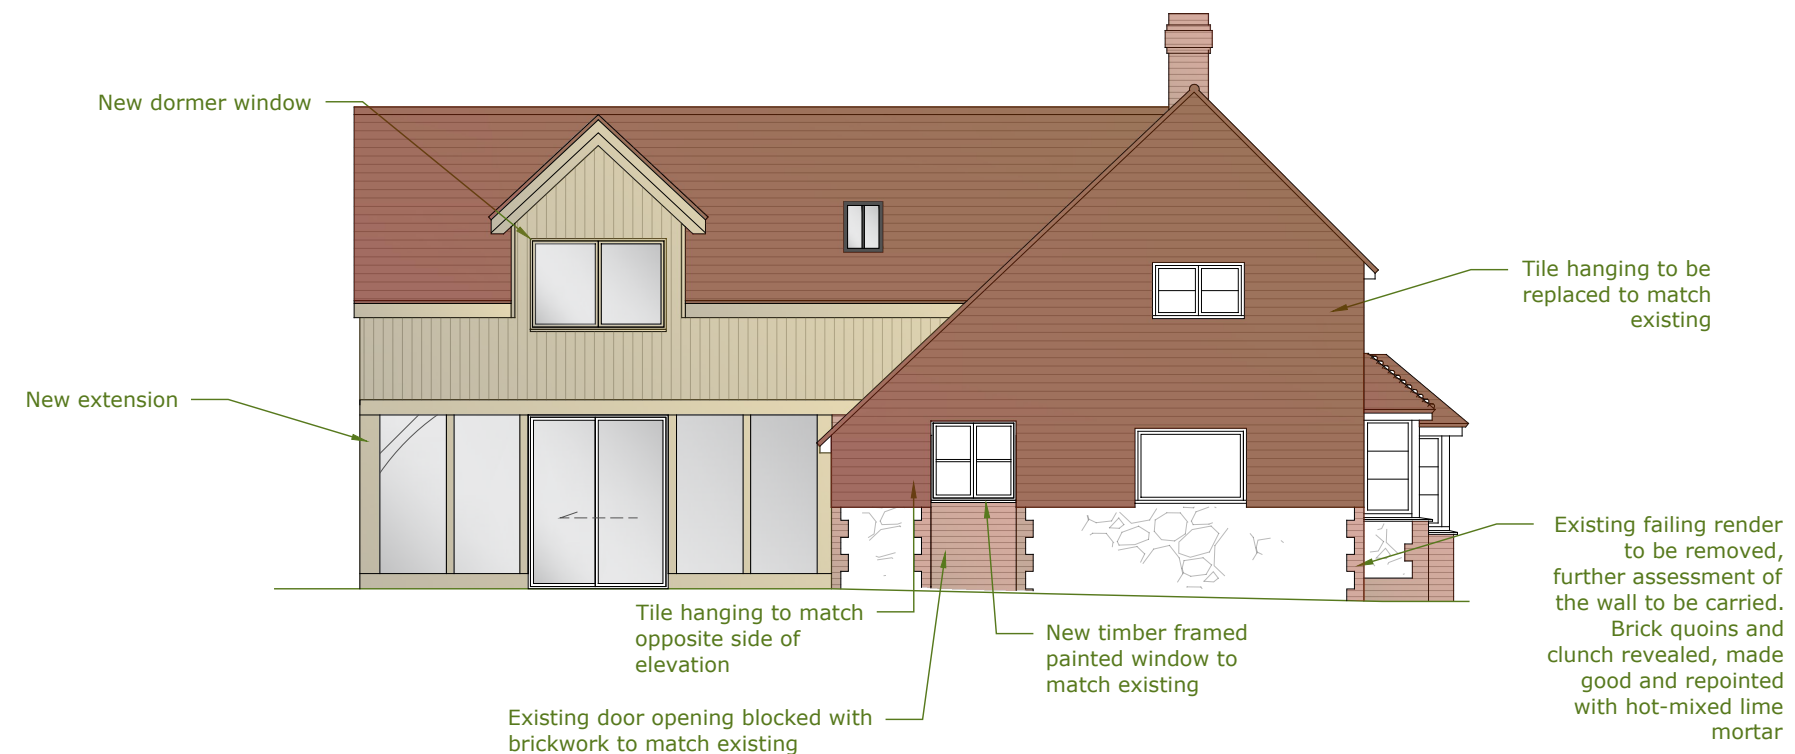 New dormer window
Tile hanging to be
replaced to match
existing
New extension
Existing failing render
to be removed,
further assessment of
the wall to be carried.
Brick quoins and
clunch revealed, made
good and repointed
with hot-mixed lime
mortar
Tile hanging to match
opposite side of
elevation
New timber framed
painted window to
match existing
Existing door opening blocked with
brickwork to match existing